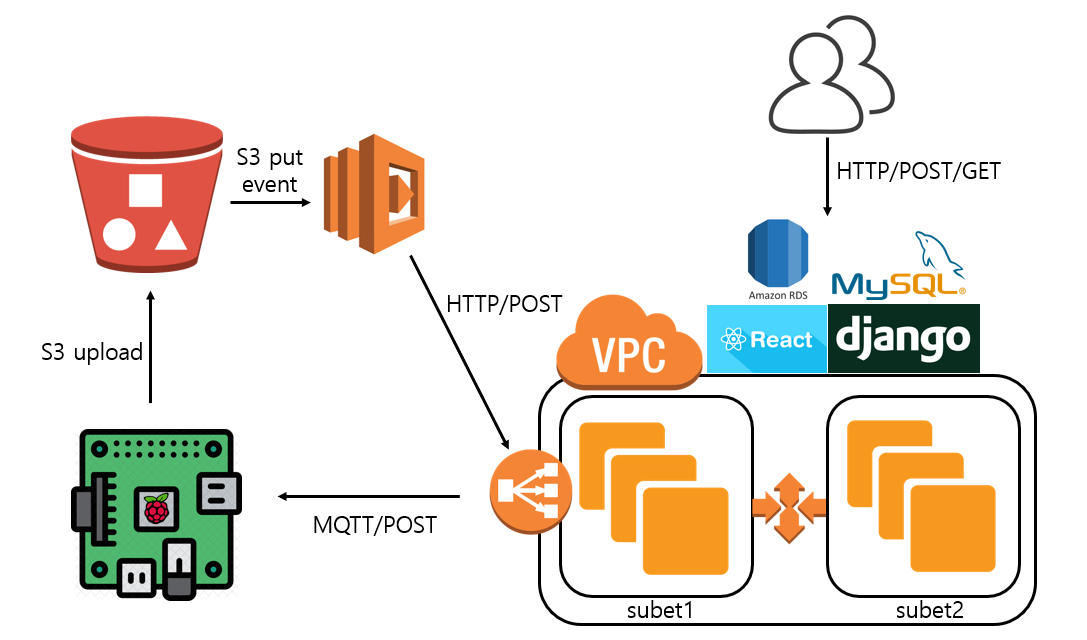 HTTP/POST/GET
S3 put
event
Amazon RDS
MySQL®
HTTP/POST
VPC
React
django
S3 upload
MQTT/POST
subet1
subet2